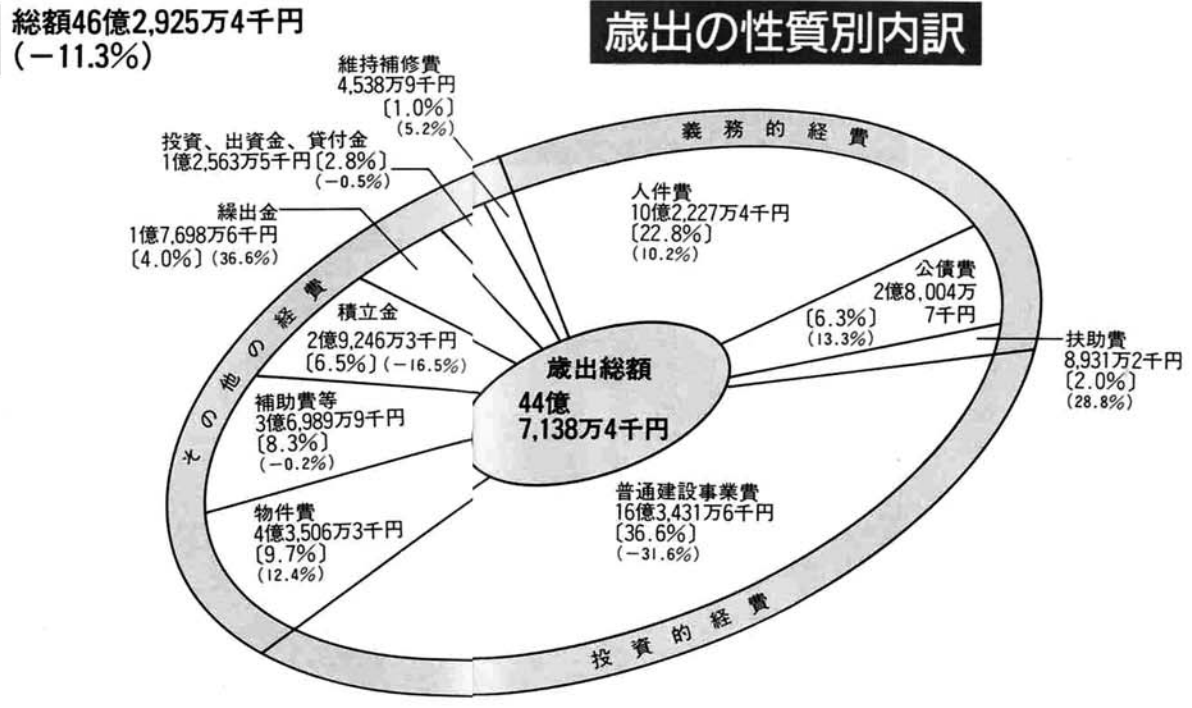 総額46億2,925万4千円
(－11.3%)
歳出の性質別内訳
維持補修費
4,538万9千円
〔1.0%〕
(5.2%)
投資、出資金、貸付金
1億2,563万5千円〔2.8%〕
(－0.5%)
繰出金
1億7,698万6千円
〔4.0%〕(36.6%)
積立金
2億9,246万3千円
〔6.5%〕(－16.5%)
補助費等
3億6,989万9千円
〔8.3%〕
(－0.2%)
物件費
4億3,506万3千円
〔9.7%〕
(12.4%)
その他の経費
義務的経費
人件費
10億2,227万4千円
〔22.8%〕
(10.2%)
公債費
2億8,004万
7千円
〔6.3%〕
(13.3%)
扶助費
8,931万2千円
〔2.0%〕
(28.8%)
歳出総額
44億
7,138万4千円
普通建設事業費
16億3,431万6千円
〔36.6%〕
(－31.6%)
投資的経費